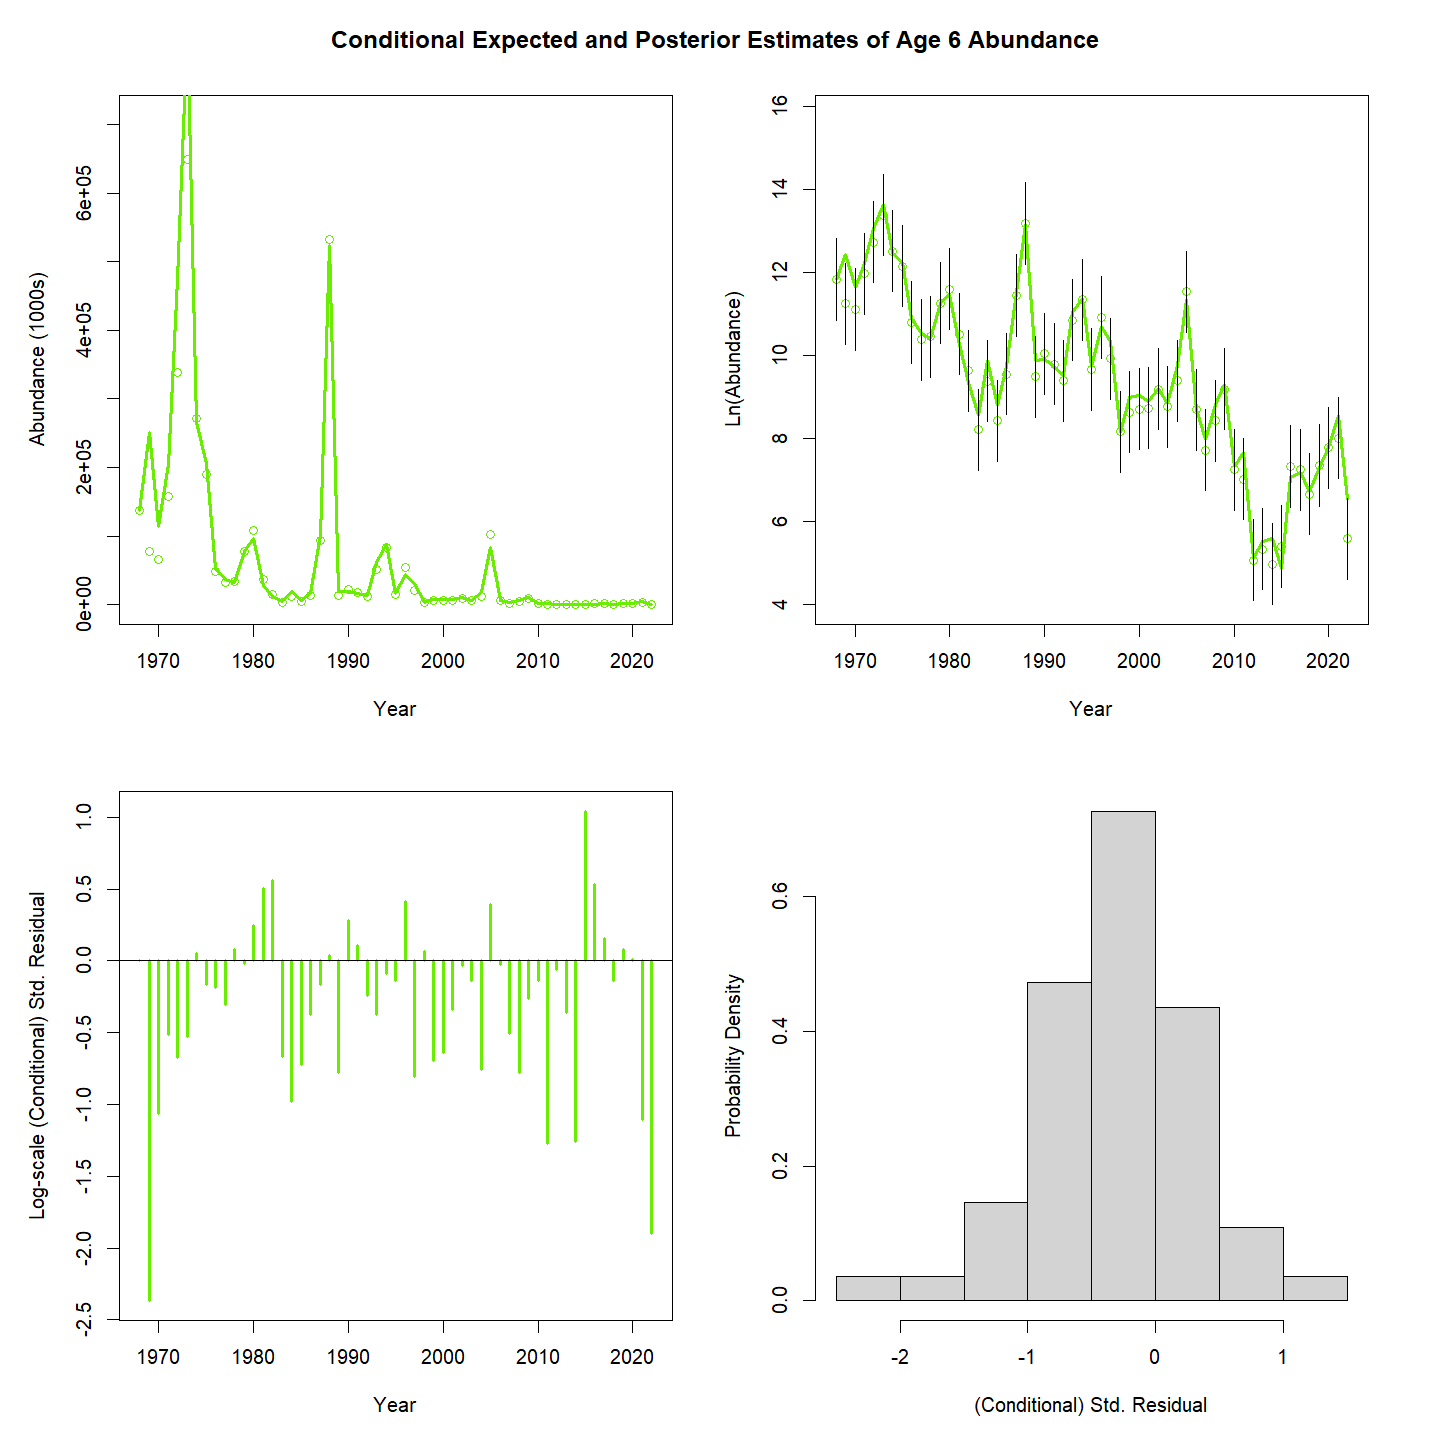 Conditional Expected and Posterior Estimates of Age 6 Abundance
Abundance (1000s)
0e+00
2e+05
4e+05
6e+05
1970 1980 1990 2000 2010 2020
Year
Ln(Abundance)
4
6
8
10
12
14
16
1970 1980 1990 2000 2010 2020
Year
Log-scale (Conditional) Std. Residual
-2.5
-2.0
-1.5
-1.0
-0.5
0.0
0.5
1.0
1970 1980 1990 2000 2010 2020
Year
Probability Density
0.0
0.2
0.4
0.6
-2 -1 0 1
(Conditional) Std. Residual